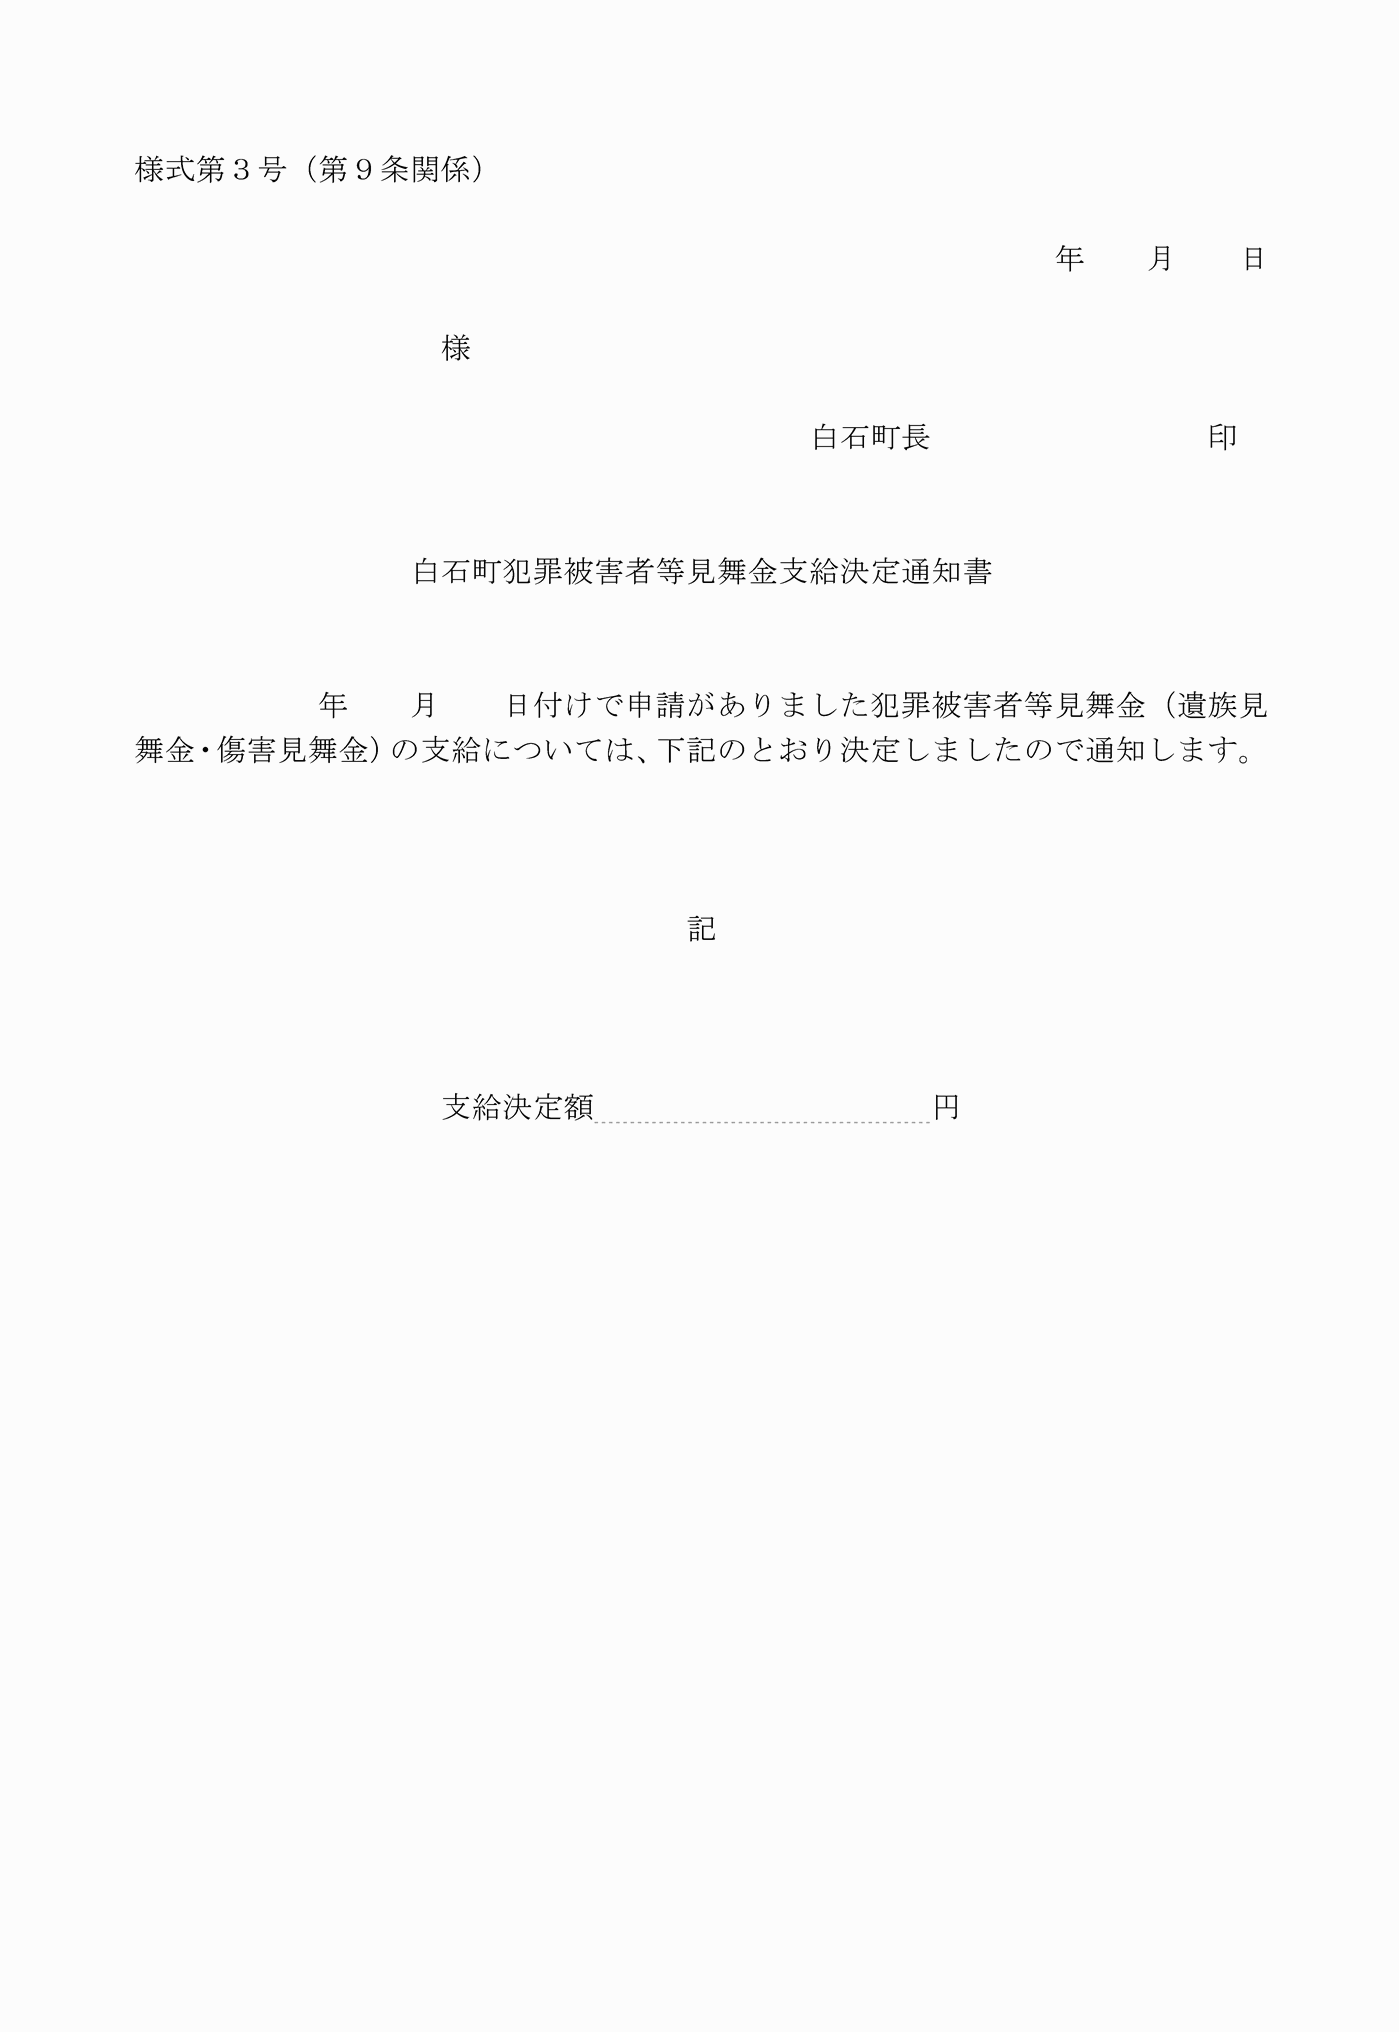 様式第３号（第９条関係）
年　　月　　日
様
白石町長　　　　　　　　　印
白石町犯罪被害者等見舞金支給決定通知書
年　　月　　日付けで申請がありました犯罪被害者等見舞金（遺族見
舞金・傷害見舞金）の支給については、下記のとおり決定しましたので通知します。
記
支給決定額　　　　　　　　　　　円